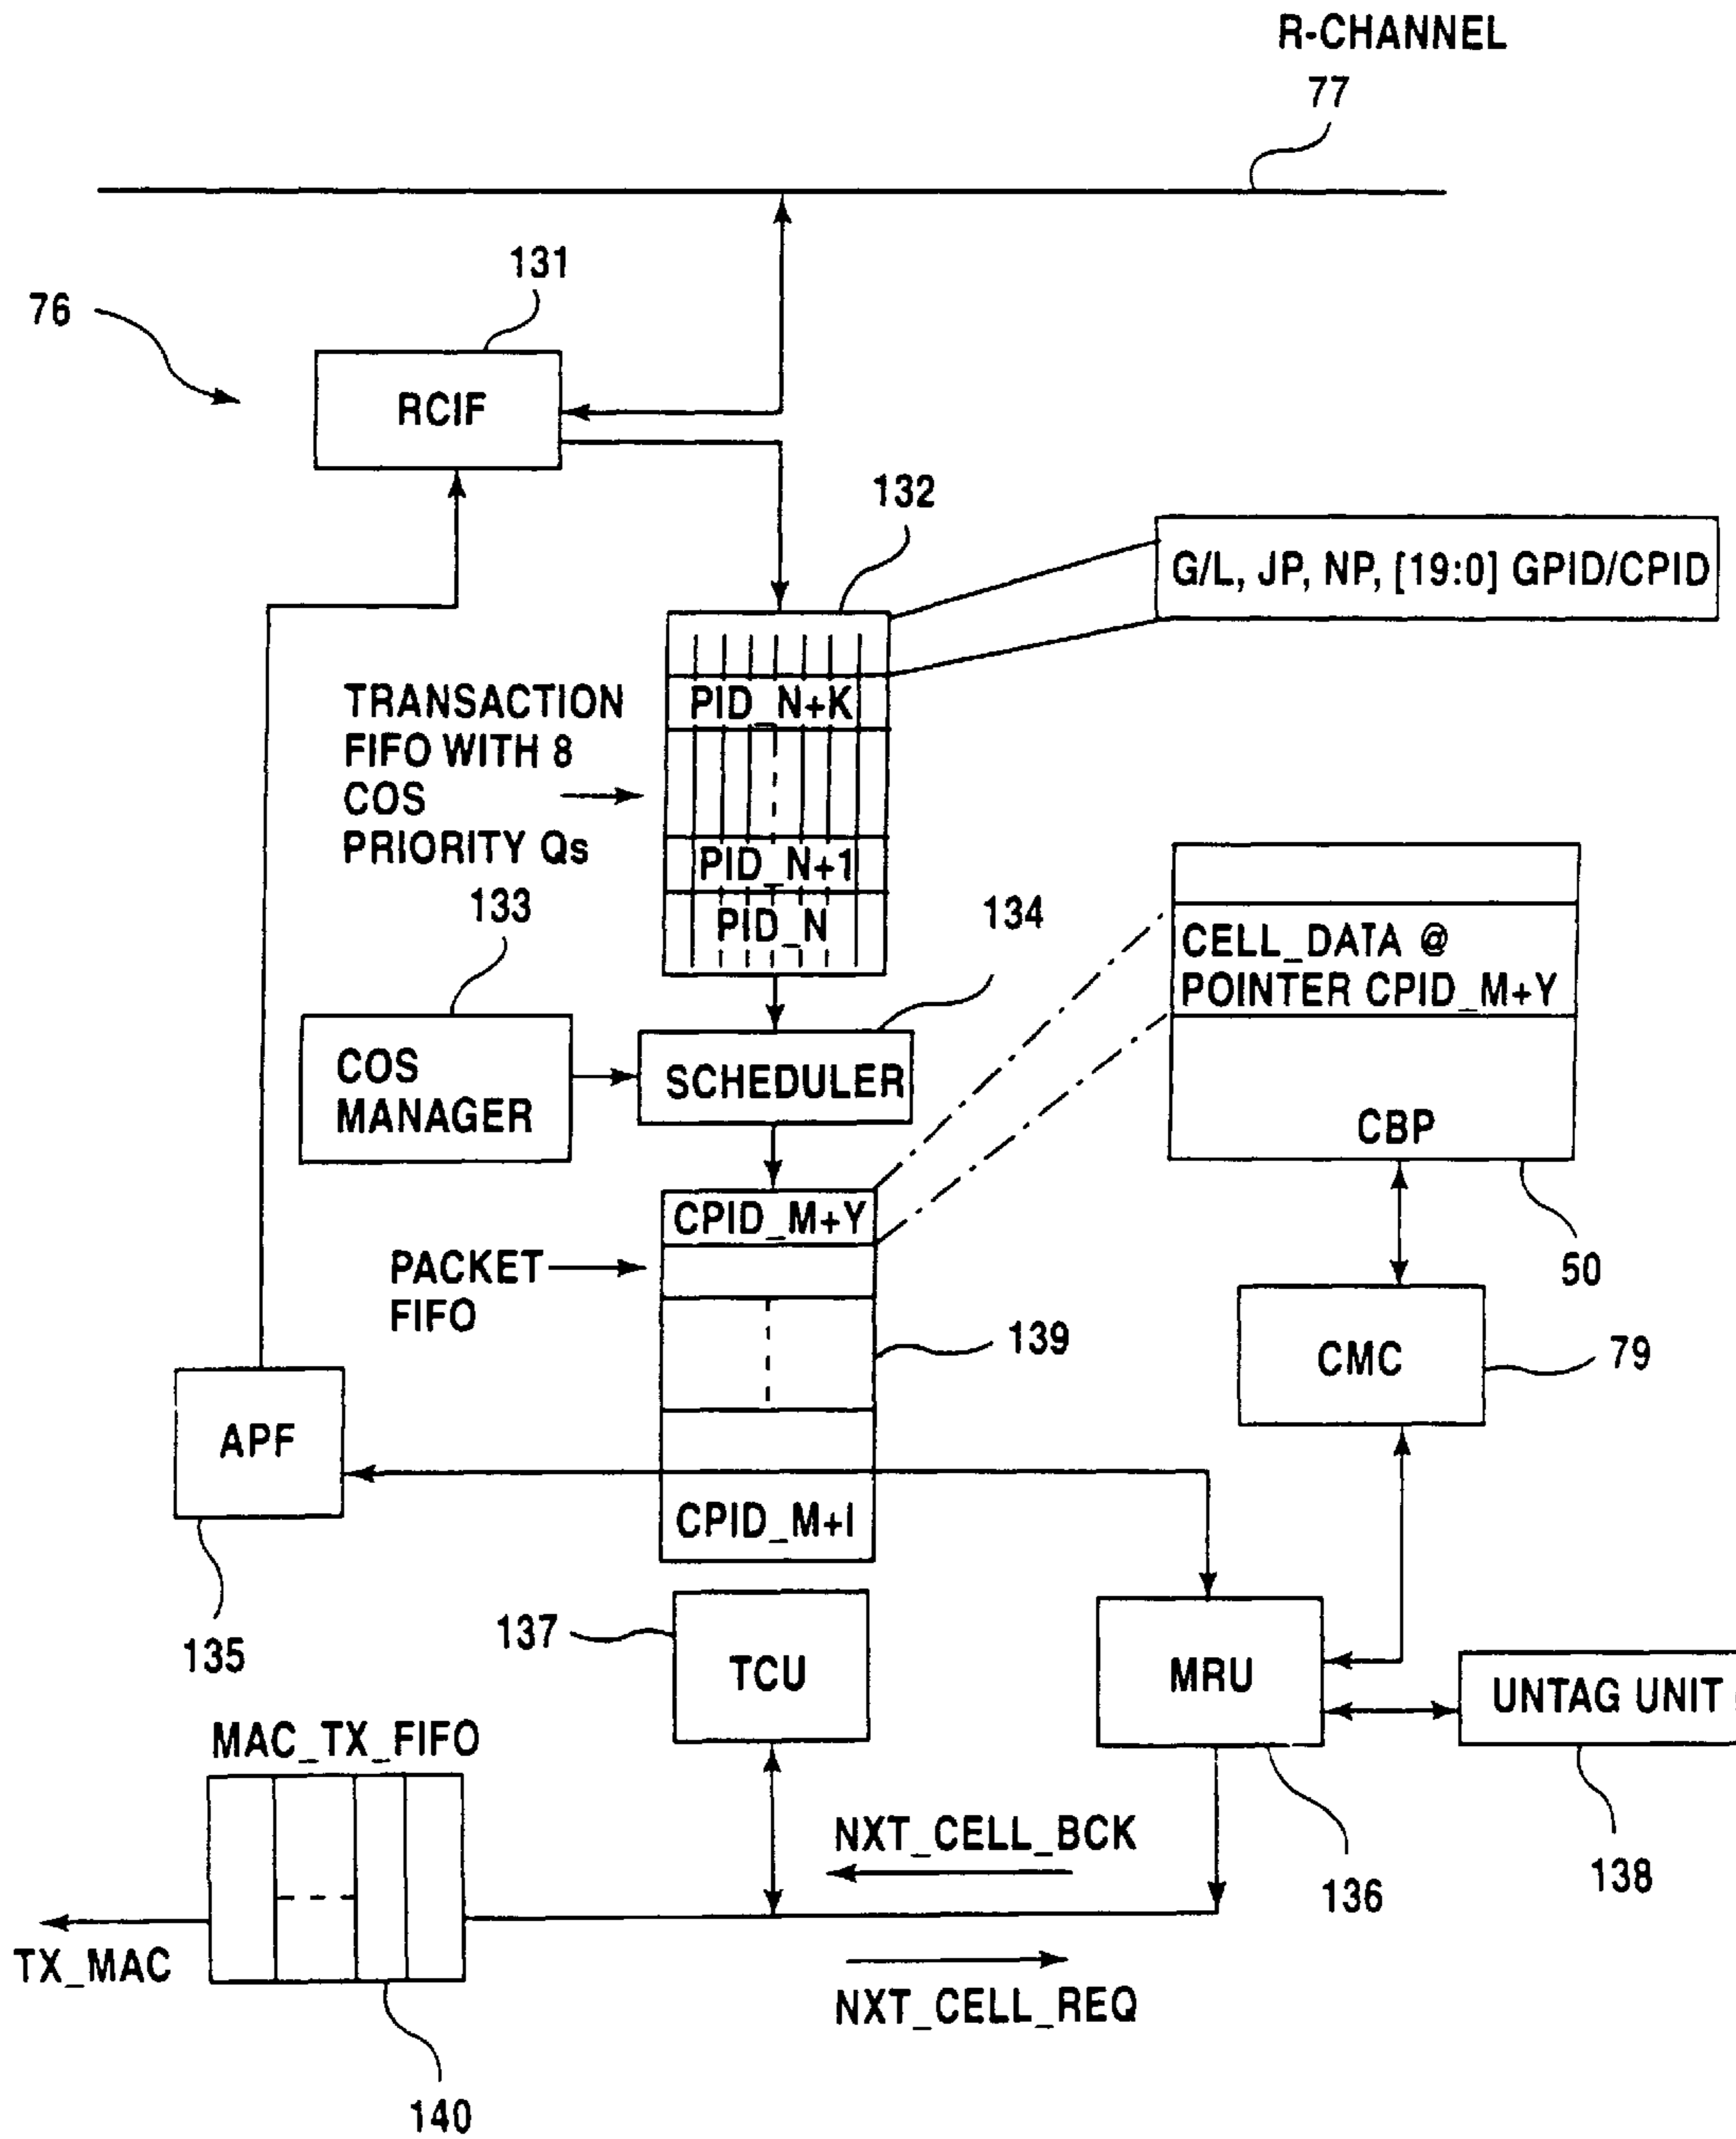 R-CHANNEL
77
131
76
RCIF
132
G/L, JP, NP, [19:0] GPID/CPID
TRANSACTION
FIFO WITH 8
COS
PRIORITY Qs
PID_N+K
PID_N+1
PID_N
133
134
CELL_DATA @
POINTER CPID_M+Y
CBP
50
COS
MANAGER
SCHEDULER
CPID_M+Y
PACKET
FIFO
139
CMC
79
APF
135
CPID_M+I
137
TCU
MRU
136
UNTAG UNIT
138
MAC_TX_FIFO
NXT_CELL_BCK
TX_MAC
NXT_CELL_REQ
140